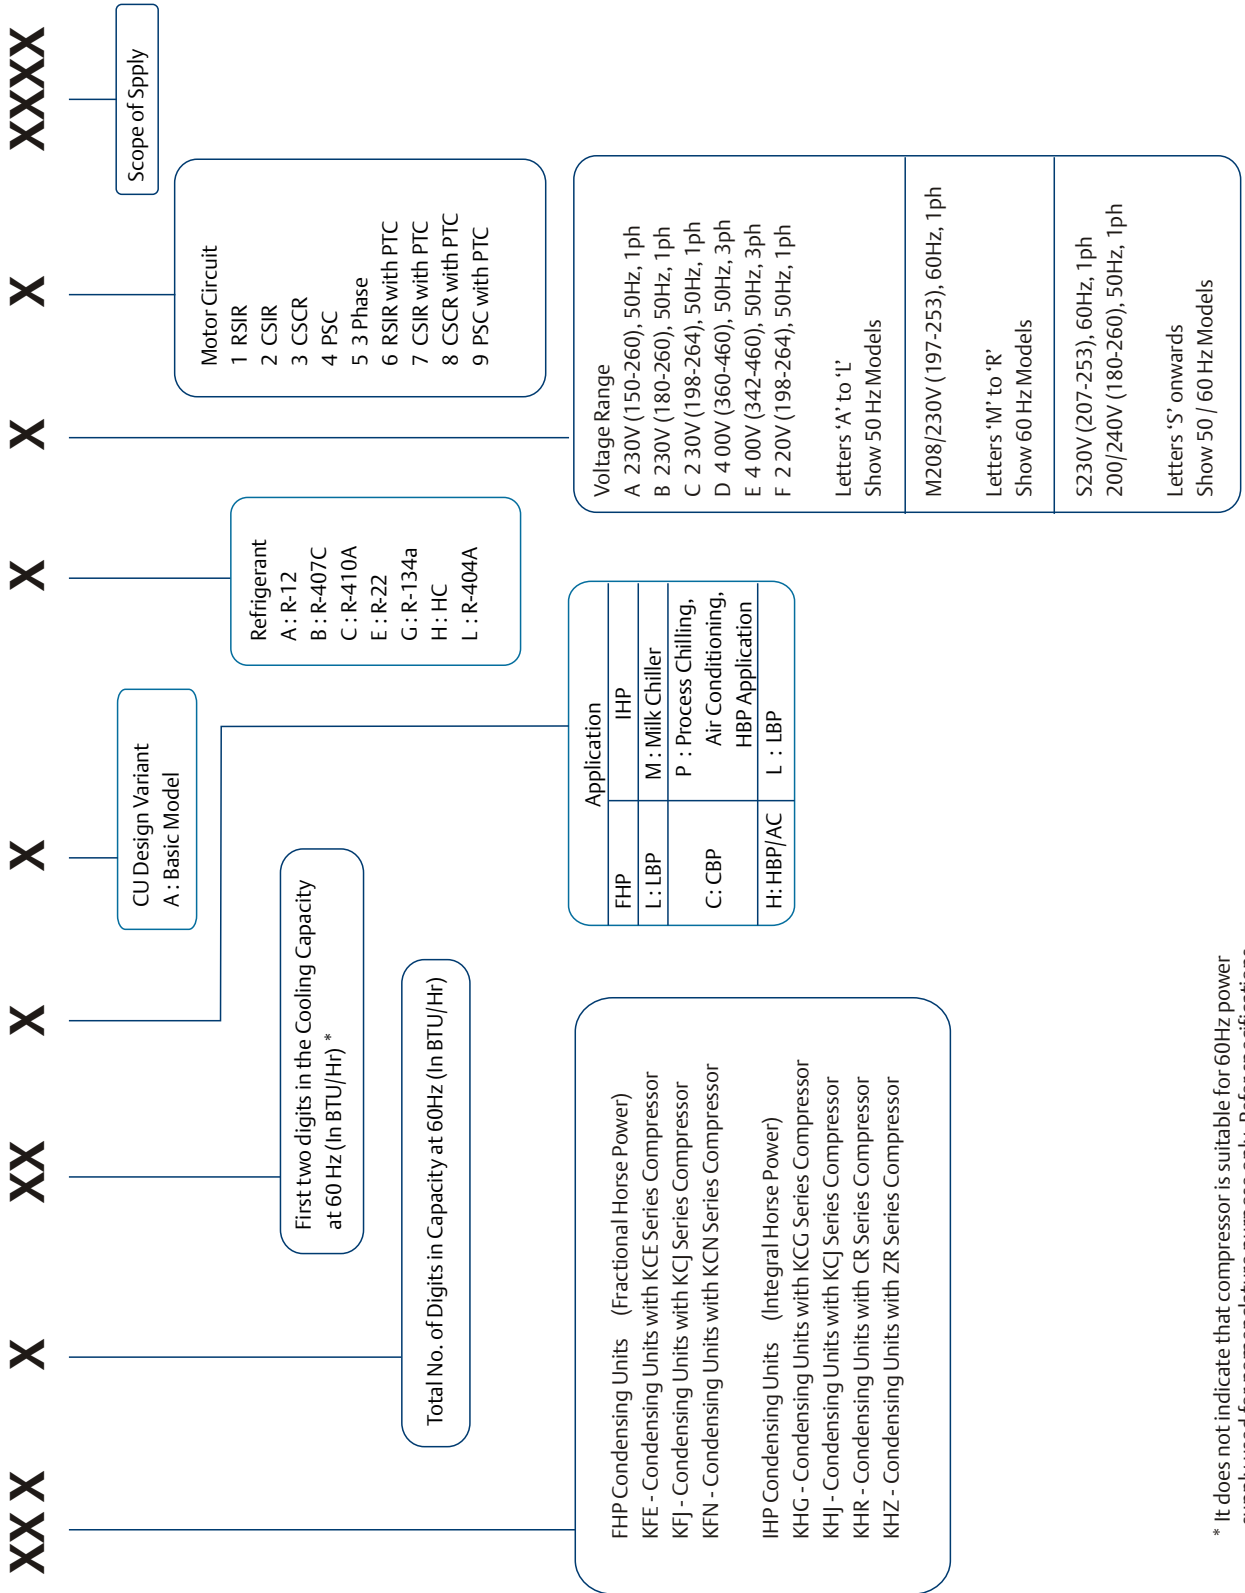 XX X X XX X X X X X XXXX
FHP Condensing Units (Fractional Horse Power)
KFE - Condensing Units with KCE Series Compressor
KFJ - Condensing Units with KCJ Series Compressor
KFN - Condensing Units with KCN Series Compressor
IHP Condensing Units (Integral Horse Power)
KHG - Condensing Units with KCG Series Compressor
KHJ - Condensing Units with KCJ Series Compressor
KHR - Condensing Units with CR Series Compressor
KHZ - Condensing Units with ZR Series Compressor
Total No. of Digits in Capacity at 60Hz (In BTU/Hr)
First two digits in the Cooling Capacity
at 60 Hz (In BTU/Hr) *
Application
FHP IHP
L : LBP M : Milk Chiller
C: CBP P : Process Chilling,
Air Conditioning,
HBP Application
H: HBP/AC L : LBP
CU Design Variant
A : Basic Model
Refrigerant
A : R-12
B : R-407C
C : R-410A
E : R-22
G : R-134a
H : HC
L : R-404A
Voltage Range
A 230V (150-260), 50Hz, 1ph
B 230V (180-260), 50Hz, 1ph
C 2 30V (198-264), 50Hz, 1ph
D 4 00V (360-460), 50Hz, 3ph
E 4 00V (342-460), 50Hz, 3ph
F 2 20V (198-264), 50Hz, 1ph
Letters ‘A’ to ‘L’
Show 50 Hz Models
M208/230V (197-253), 60Hz, 1ph
Letters ‘M’ to ‘R’
Show 60 Hz Models
S230V (207-253), 60Hz, 1ph
200/240V (180-260), 50Hz, 1ph
Letters ‘S’ onwards
Show 50 / 60 Hz Models
Motor Circuit
1 RSIR
2 CSIR
3 CSCR
4 PSC
5 3 Phase
6 RSIR with PTC
7 CSIR with PTC
8 CSCR with PTC
9 PSC with PTC
Scope of Spply
* It does not indicate that compressor is suitable for 60Hz power
supply used for nomenclature purpose only. Refer specifications